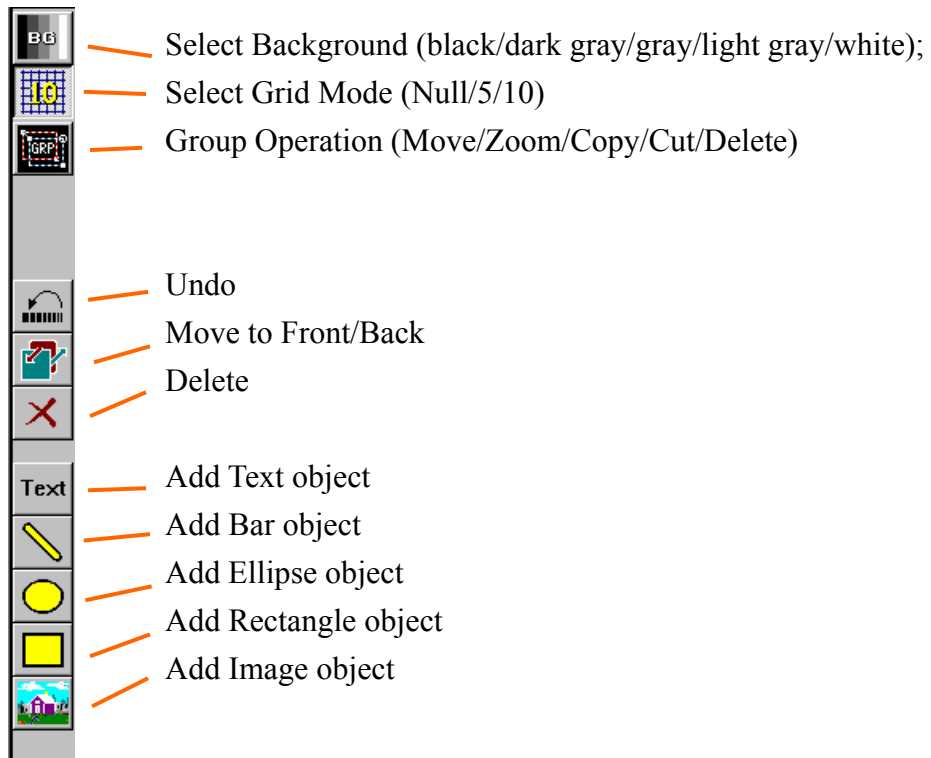 BG
Select Background (black/dark gray/gray/light gray/white);
10
Select Grid Mode (Null/5/10)
GRP
Group Operation (Move/Zoom/Copy/Cut/Delete)
Undo
Move to Front/Back
Delete
Text
Add Text object
Add Bar object
Add Ellipse object
Add Rectangle object
Add Image object